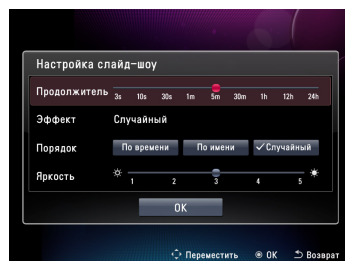 Настройка слайд-шоу
Продолжитель 3s 10s 30s 1m 5m 30m 1h 12h 24h
Эффект Случайный
Порядок По времени По имени Случайный
Яркость 1 2 3 4 5
OK
Переместить OK Возврат